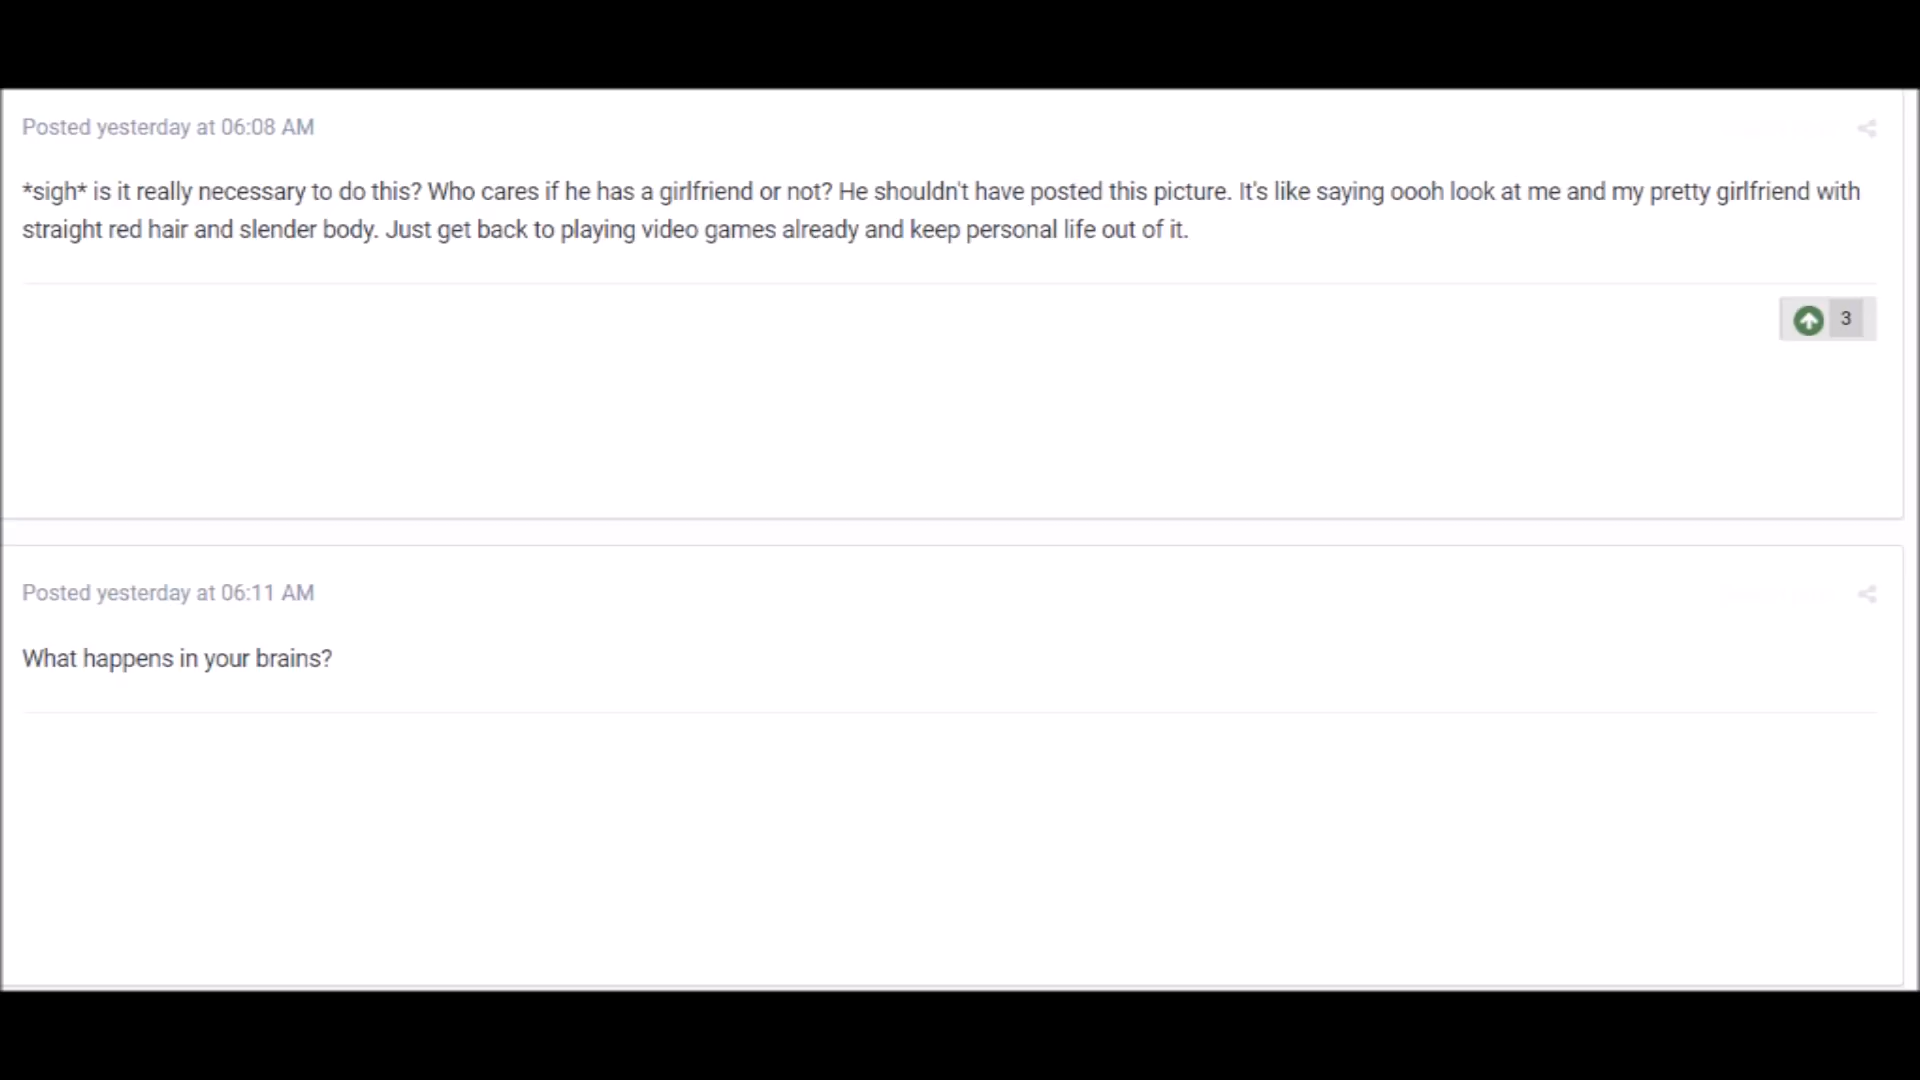 Posted yesterday at 06:08 AM
*sigh* is it really necessary to do this? Who cares if he has a girlfriend or not? He shouldn't have posted this picture. It's like saying oooh look at me and my pretty girlfriend with
straight red hair and slender body. Just get back to playing video games already and keep personal life out of it.
3
Posted yesterday at 06:11 AM
What happens in your brains?